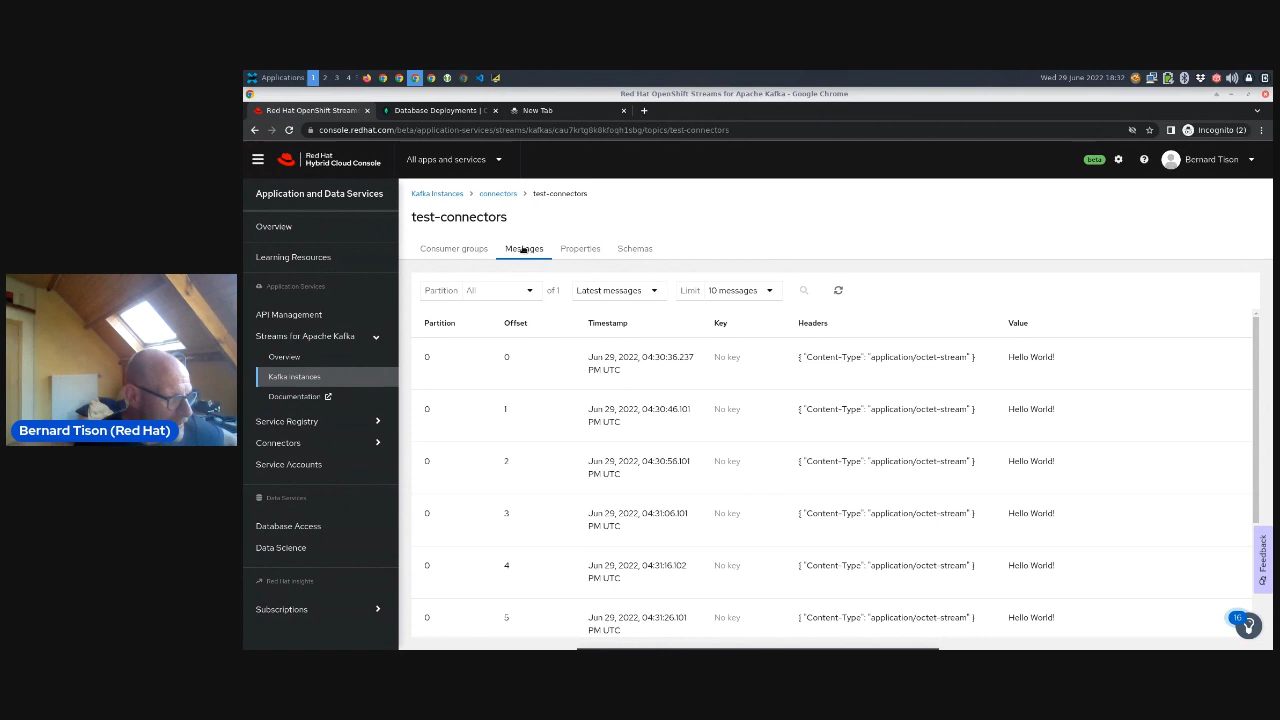 Applications 1 2 3 4
Wed 29 June 2022 18:32
Red Hat OpenShift Streams for Apache Kafka - Google Chrome
Red Hat OpenShift Streams
Database Deployments | C
New Tab
console.redhat.com/beta/application-services/streams/kafkas/cau7krtg8k8kfoqh1sbg/topics/test-connectors
Incognito (2)
Red Hat
Hybrid Cloud Console
All apps and services
beta
Bernard Tison
Application and Data Services
Overview
Learning Resources
Application Services
API Management
Streams for Apache Kafka
Overview
Kafka Instances
Documentation
Service Registry
Connectors
Service Accounts
Data Services
Database Access
Data Science
Red Hat Insights
Subscriptions
Kafka Instances > connectors > test-connectors
test-connectors
Consumer groups Messages Properties Schemas
Partition All of 1 Latest messages Limit 10 messages
Partition Offset Timestamp Key Headers Value
0 0 Jun 29, 2022, 04:30:36.237 No key { "Content-Type": "application/octet-stream" } Hello World!
PM UTC
0 1 Jun 29, 2022, 04:30:46.101 No key { "Content-Type": "application/octet-stream" } Hello World!
PM UTC
0 2 Jun 29, 2022, 04:30:56.101 No key { "Content-Type": "application/octet-stream" } Hello World!
PM UTC
0 3 Jun 29, 2022, 04:31:06.101 No key { "Content-Type": "application/octet-stream" } Hello World!
PM UTC
0 4 Jun 29, 2022, 04:31:16.102 No key { "Content-Type": "application/octet-stream" } Hello World!
PM UTC
0 5 Jun 29, 2022, 04:31:26.101 No key { "Content-Type": "application/octet-stream" } Hello World!
PM UTC
Feedback
16
Bernard Tison (Red Hat)